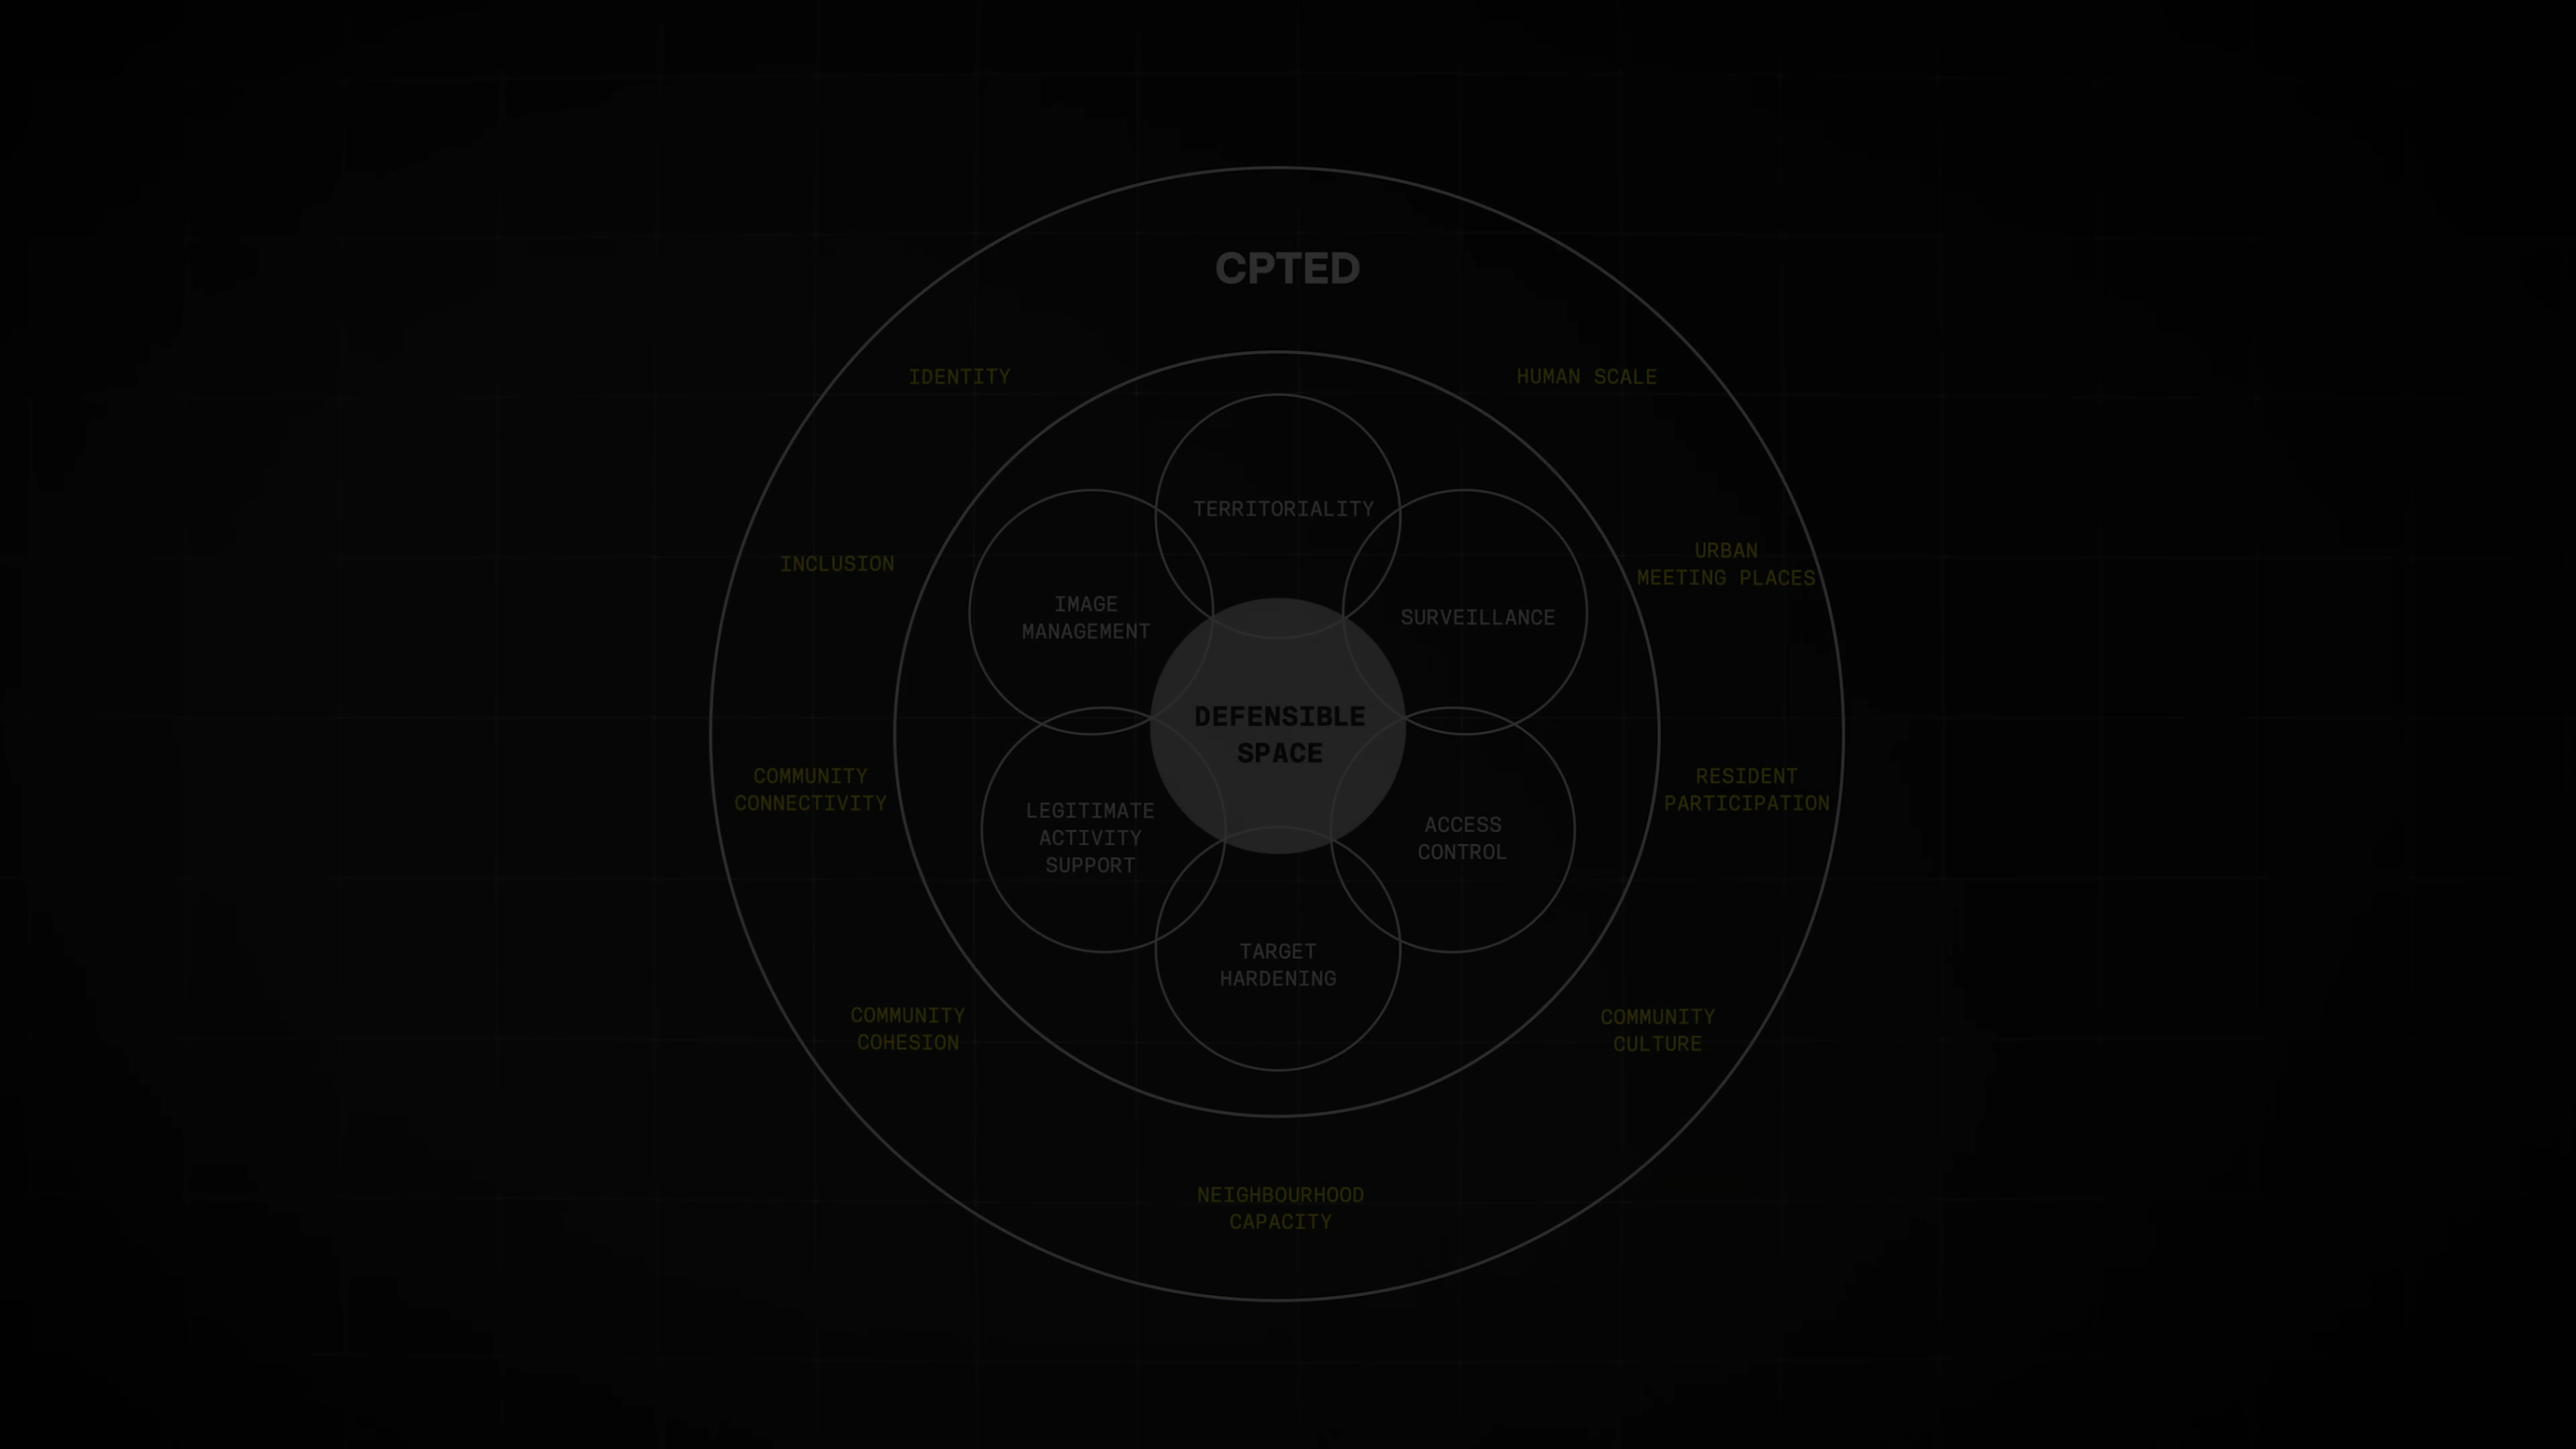 CPTED
IDENTITY
HUMAN SCALE
TERRITORIALITY
INCLUSION
URBAN
MEETING PLACES
IMAGE
MANAGEMENT
SURVEILLANCE
DEFENSIBLE
SPACE
COMMUNITY
CONNECTIVITY
RESIDENT
PARTICIPATION
LEGITIMATE
ACTIVITY
SUPPORT
ACCESS
CONTROL
TARGET
HARDENING
COMMUNITY
COHESION
COMMUNITY
CULTURE
NEIGHBOURHOOD
CAPACITY